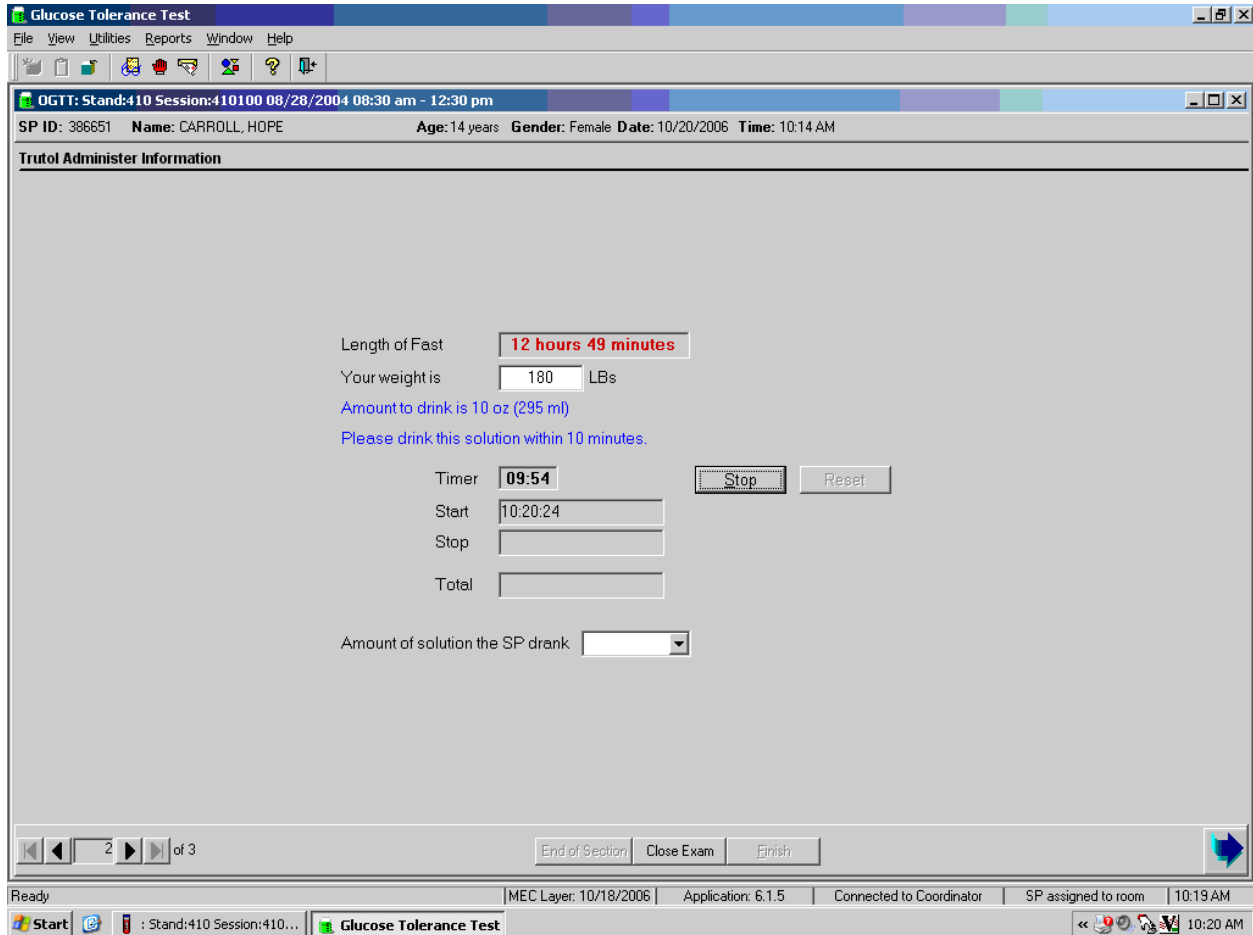 Glucose Tolerance Test
File View Utilities Reports Window Help
OGTT: Stand:410 Session:410100 08/28/2004 08:30 am - 12:30 pm
SP ID: 386651 Name: CARROLL, HOPE Age: 14 years Gender: Female Date: 10/20/2006 Time: 10:14 AM
Trutol Administer Information
Length of Fast 12 hours 49 minutes
Your weight is 180 LBs
Amount to drink is 10 oz (295 ml)
Please drink this solution within 10 minutes.
Timer 09:54 Stop Reset
Start 10:20:24
Stop
Total
Amount of solution the SP drank
2 of 3 End of Section Close Exam Finish
Ready MEC Layer: 10/18/2006 Application: 6.1.5 Connected to Coordinator SP assigned to room 10:19 AM
Start : Stand:410 Session:410... Glucose Tolerance Test « 10:20 AM